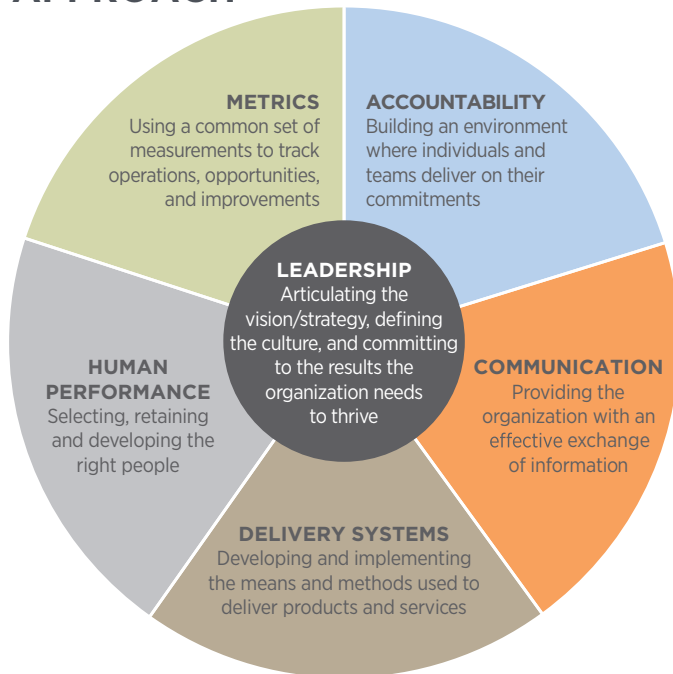 APPROACH
METRICS
Using a common set of
measurements to track
operations, opportunities,
and improvements
ACCOUNTABILITY
Building an environment
where individuals and
teams deliver on their
commitments
LEADERSHIP
Articulating the
vision/strategy, defining
the culture, and committing
to the results the
organization needs
to thrive
HUMAN
PERFORMANCE
Selecting, retaining
and developing the
right people
COMMUNICATION
Providing the
organization with an
effective exchange
of information
DELIVERY SYSTEMS
Developing and implementing
the means and methods used to
deliver products and services